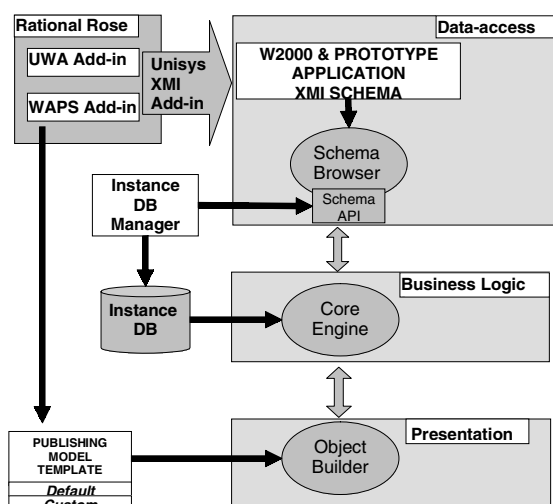 Rational Rose
UWA Add-in
WAPS Add-in
Unisys
XMI
Add-in
Data-access
W2000 & PROTOTYPE
APPLICATION
XMI SCHEMA
Schema
Browser
Schema
API
Instance
DB
Manager
Instance
DB
Business Logic
Core
Engine
PUBLISHING
MODEL
TEMPLATE
Default
Custom
Presentation
Object
Builder